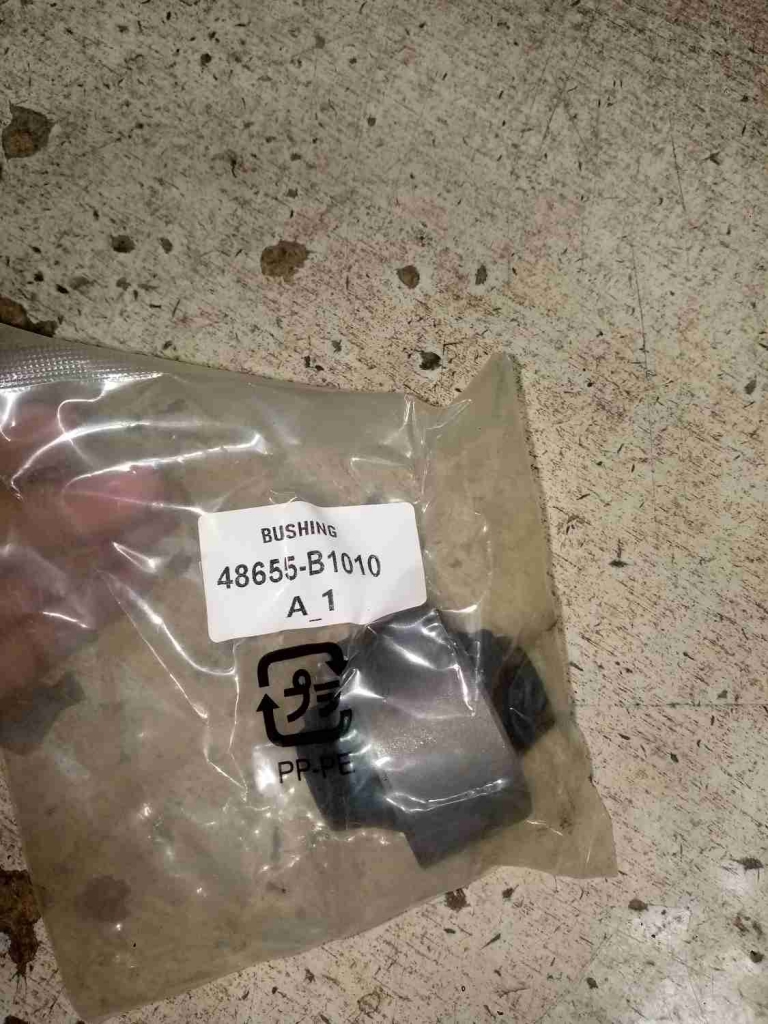 BUSHING
48655-B1010
A_1
プラ
PP-PE